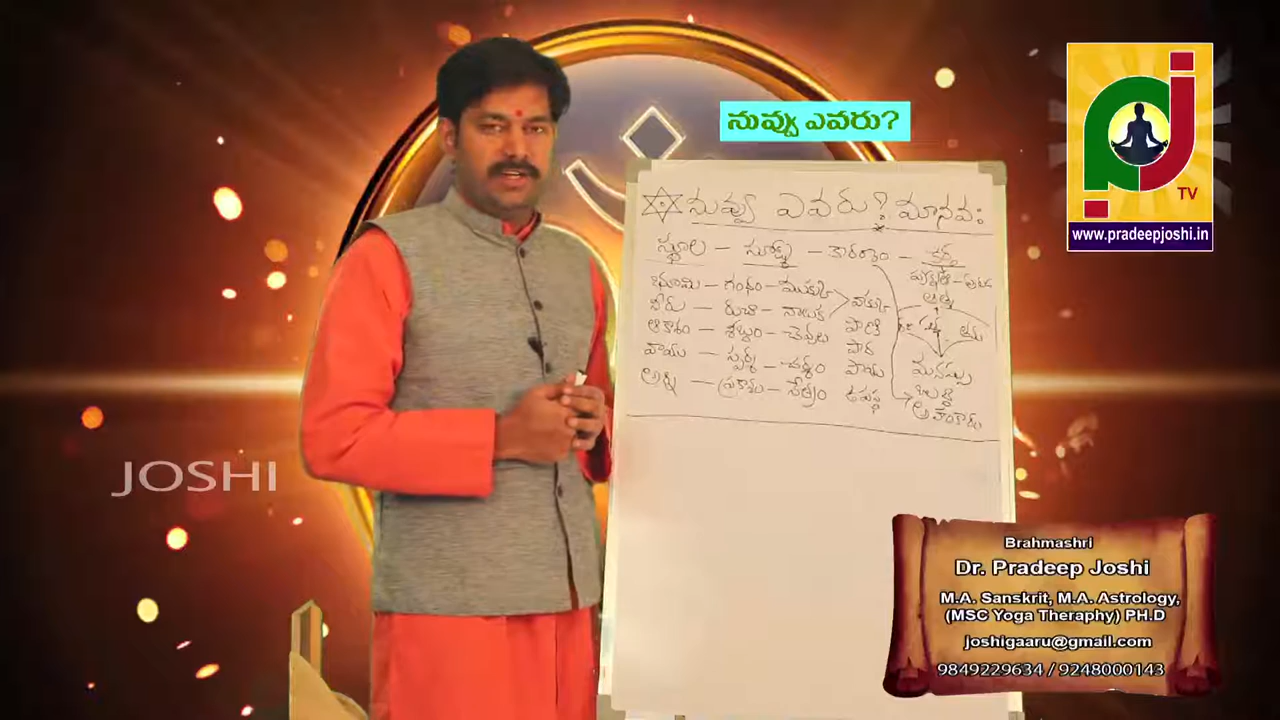 నువ్వు ఎవరు?
TV
www.pradeepjoshi.in
నువ్వు ఎవరు? మానవ:
స్థూల – సూక్ష్మ – కారణం –
భూమి – గంధం – ముక్కు వాక్కు
నీరు – రుచి – నాలుక పాణి
ఆకాశం – శబ్దం – చెవులు పాద
వాయు – స్పర్శ – చర్మం పాయు
అగ్ని – ప్రకాశం – నేత్రం ఉపస్థ
ఆత్మ
మనస్సు
బుద్ధి
అహంకారం
JOSHI
Brahmashri
Dr. Pradeep Joshi
M.A. Sanskrit, M.A. Astrology,
(MSC Yoga Theraphy) PH.D
joshigaaru@gmail.com
9849229634 / 9248000143